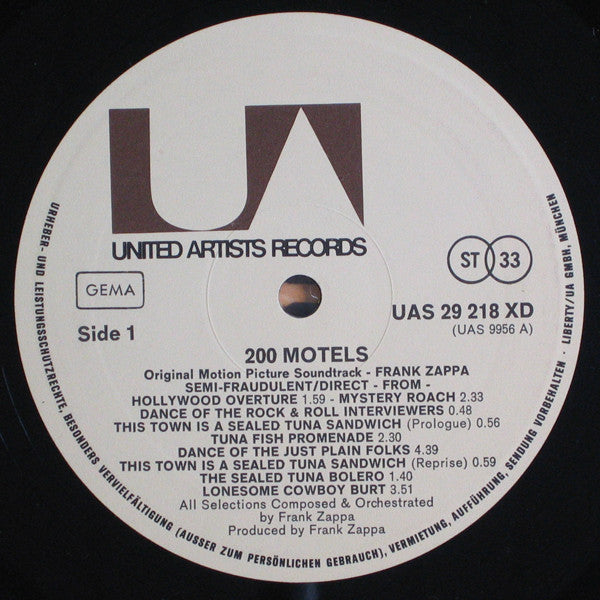 UA
UNITED ARTISTS RECORDS
GEMA
ST 33
Side 1
UAS 29 218 XD
(UAS 9956 A)
200 MOTELS
Original Motion Picture Soundtrack - FRANK ZAPPA
SEMI-FRAUDULENT/DIRECT - FROM -
HOLLYWOOD OVERTURE 1.59 - MYSTERY ROACH 2.33
DANCE OF THE ROCK & ROLL INTERVIEWERS 0.48
THIS TOWN IS A SEALED TUNA SANDWICH (Prologue) 0.56
TUNA FISH PROMENADE 2.30
DANCE OF THE JUST PLAIN FOLKS 4.39
THIS TOWN IS A SEALED TUNA SANDWICH (Reprise) 0.59
THE SEALED TUNA BOLERO 1.40
LONESOME COWBOY BURT 3.51
All Selections Composed & Orchestrated
by Frank Zappa
Produced by Frank Zappa
URHEBER- UND LEISTUNGSSCHUTZRECHTE, BESONDERS VERVIELFÄLTIGUNG (AUSSER ZUM PERSÖNLICHEN GEBRAUCH), VERMIETUNG, AUFFÜHRUNG, SENDUNG VORBEHALTEN · LIBERTY/UA GMBH, MÜNCHEN